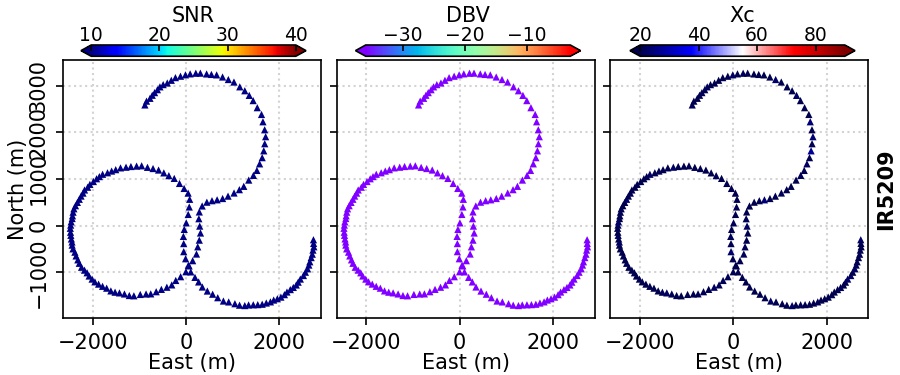 SNR DBV Xc
10 20 30 40 −30 −20 −10 20 40 60 80
North (m)
3000
2000
1000
0
−1000
IR5209
−2000 0 2000 −2000 0 2000 −2000 0 2000
East (m) East (m) East (m)